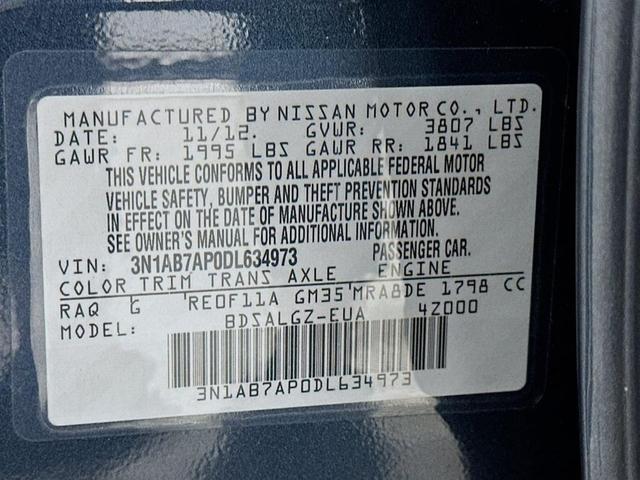 MANUFACTURED BY NISSAN MOTOR CO., LTD.
DATE: 11/12. GVWR: 3807 LBS
GAWR FR: 1995 LBS GAWR RR: 1841 LBS
THIS VEHICLE CONFORMS TO ALL APPLICABLE FEDERAL MOTOR
VEHICLE SAFETY, BUMPER AND THEFT PREVENTION STANDARDS
IN EFFECT ON THE DATE OF MANUFACTURE SHOWN ABOVE.
SEE OWNER'S MANUAL FOR ADDITIONAL INFORMATION.
VIN: 3N1AB7AP0DL634973 PASSENGER CAR.
COLOR TRIM TRANS AXLE ENGINE
RAQ G RE0F11A GM35 MRA8DE 1798 CC
MODEL: BDSALGZ-EUA 4Z000
3N1AB7AP0DL634973